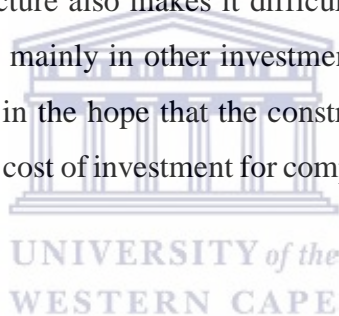 cture also makes it difficul
mainly in other investmen
in the hope that the constr
cost of investment for comp
UNIVERSITY of the
WESTERN CAPE